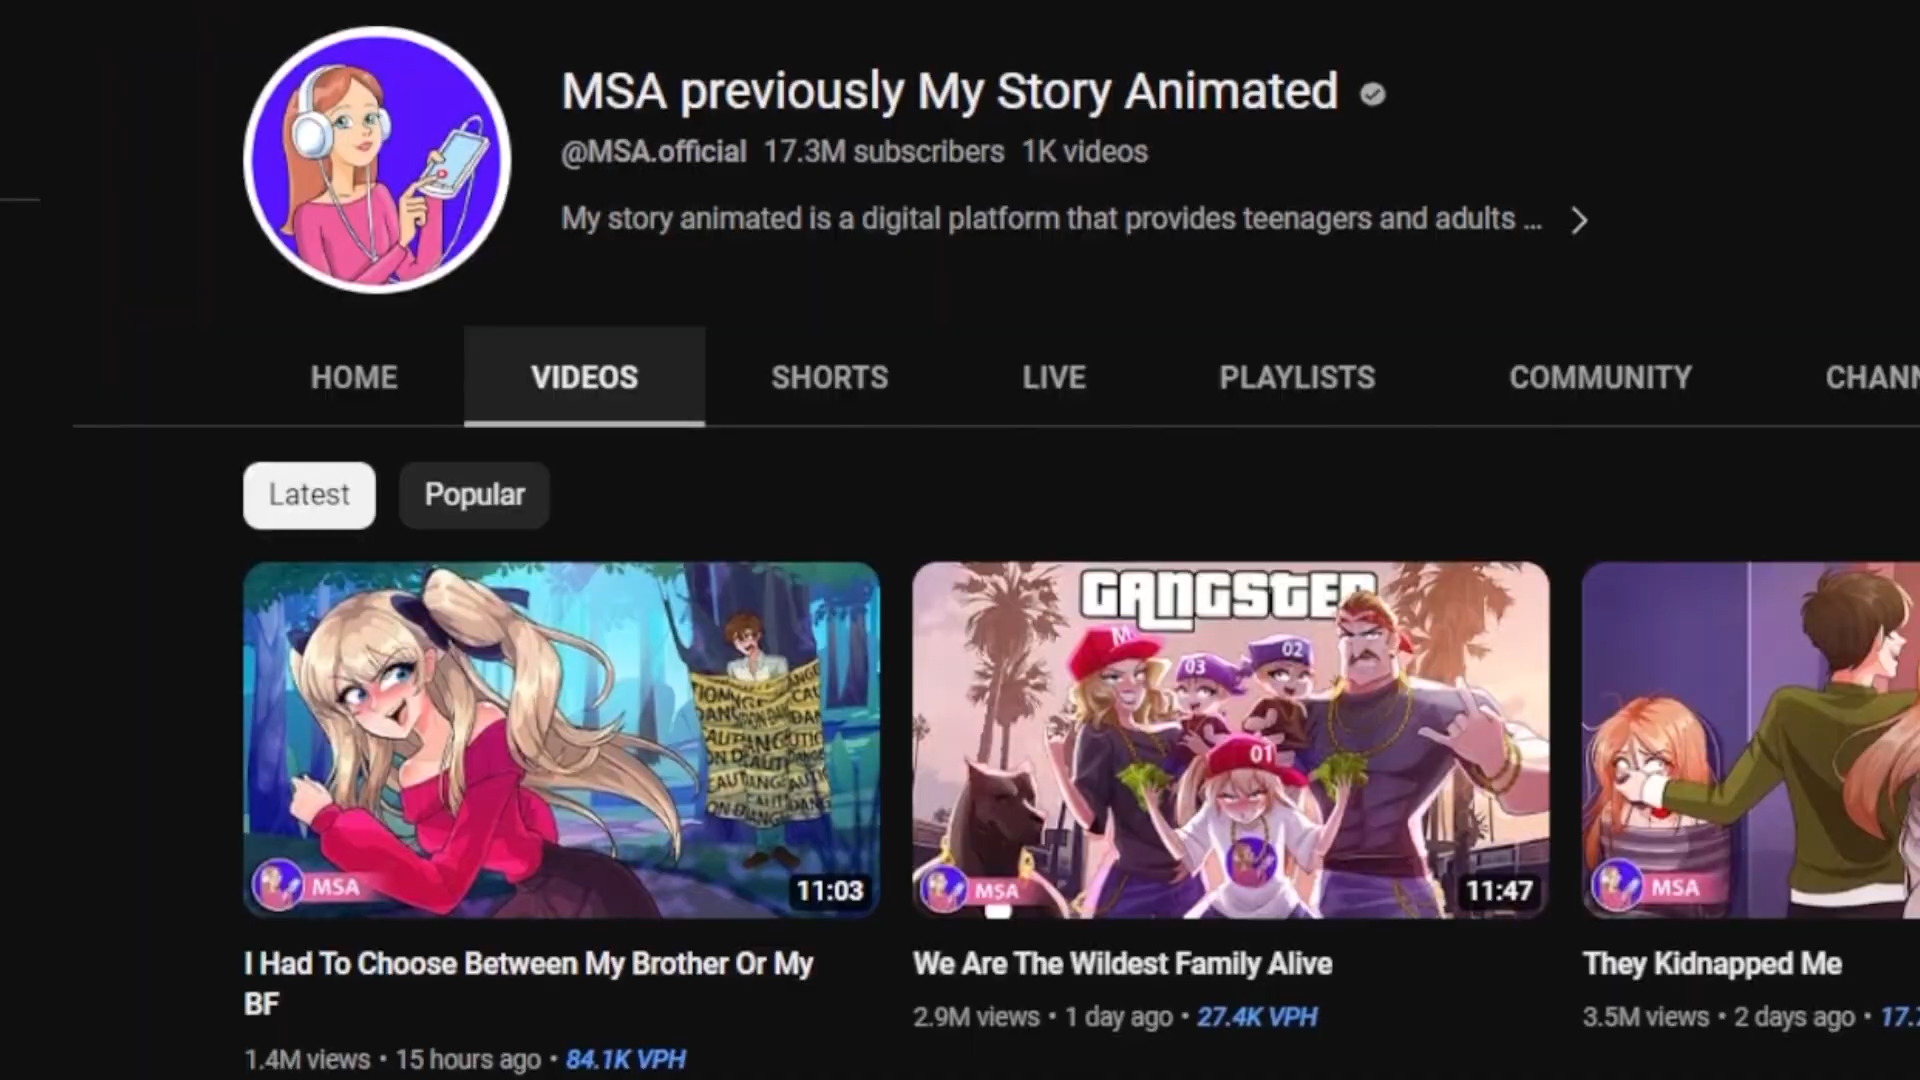 MSA previously My Story Animated
@MSA.official 17.3M subscribers 1K videos
My story animated is a digital platform that provides teenagers and adults ...
HOME VIDEOS SHORTS LIVE PLAYLISTS COMMUNITY CHANN
Latest Popular
GANGSTER
M
03
02
01
MSA
11:03
MSA
11:47
MSA
I Had To Choose Between My Brother Or My
BF
1.4M views • 15 hours ago • 84.1K VPH
We Are The Wildest Family Alive
2.9M views • 1 day ago • 27.4K VPH
They Kidnapped Me
3.5M views • 2 days ago •